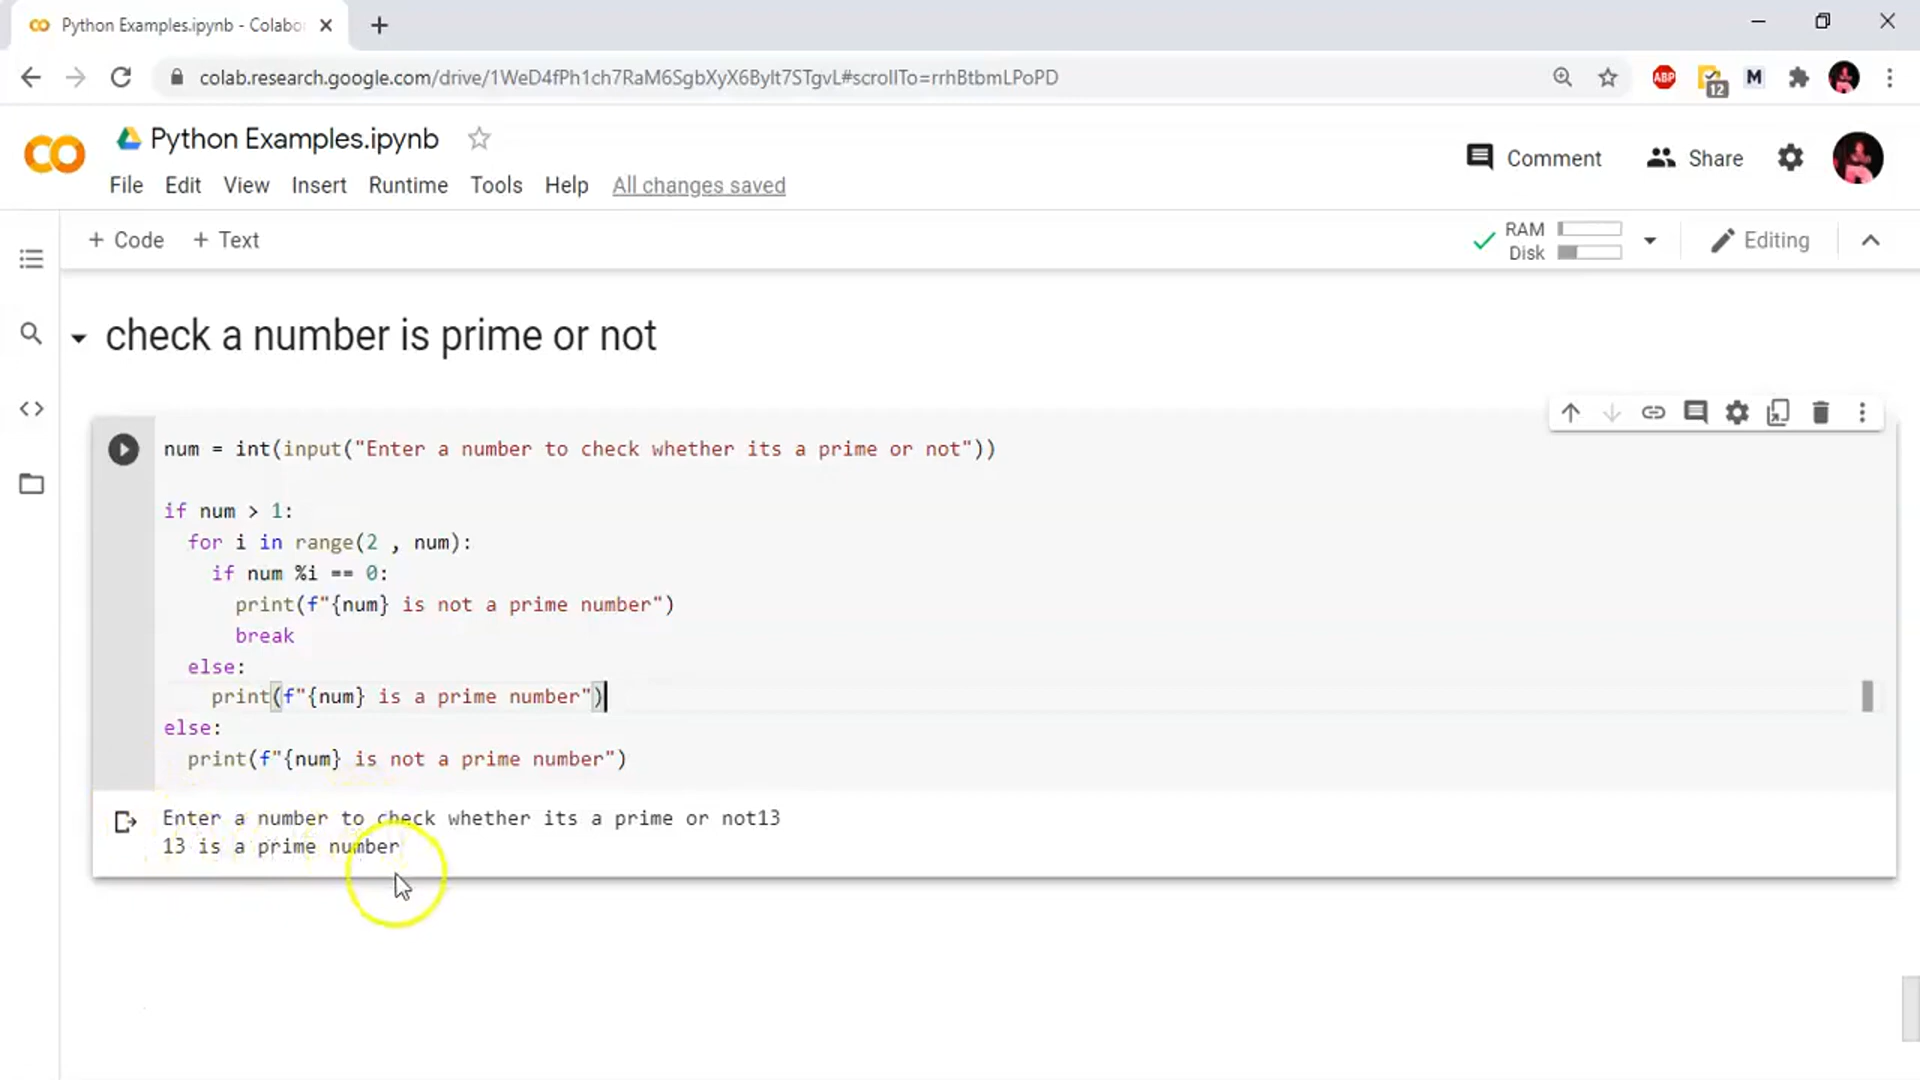 Python Examples.ipynb - Colabo
colab.research.google.com/drive/1WeD4fPh1ch7RaM6SgbXyX6Bylt7STgvL#scrollTo=rrhBtbmLPoPD
ABP
12
M
Python Examples.ipynb
Comment
Share
File Edit View Insert Runtime Tools Help All changes saved
+ Code + Text
RAM
Disk
Editing
check a number is prime or not
num = int(input("Enter a number to check whether its a prime or not"))
if num > 1:
for i in range(2 , num):
if num %i == 0:
print(f"{num} is not a prime number")
break
else:
print(f"{num} is a prime number")
else:
print(f"{num} is not a prime number")
Enter a number to check whether its a prime or not13
13 is a prime number